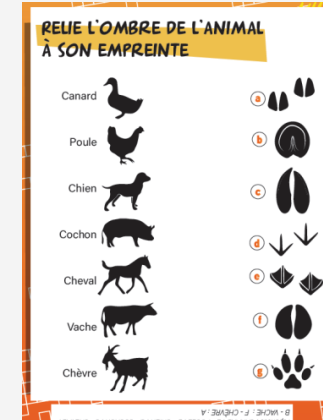 RELIE L'OMBRE DE L'ANIMAL
À SON EMPREINTE
Canard
a
Poule
b
Chien
c
Cochon
d
Cheval
e
Vache
f
Chèvre
g
VACHE : F - CHÈVRE : A